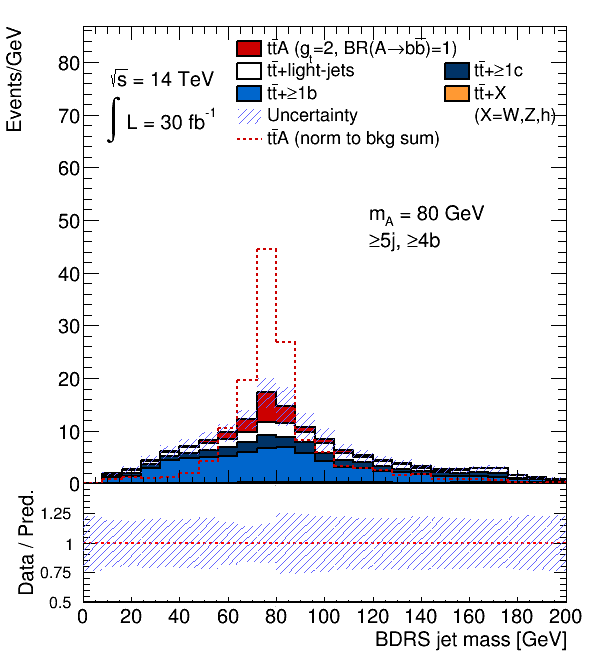 Events/GeV
80
70
60
50
40
30
20
10
0
√s = 14 TeV
∫ L = 30 fb⁻¹
tt̄A (gₜ=2, BR(A→bb̄)=1)
tt̄+light-jets
tt̄+≥1c
tt̄+≥1b
tt̄+X
Uncertainty
(X=W,Z,h)
tt̄A (norm to bkg sum)
m_A = 80 GeV
≥5j, ≥4b
Data / Pred.
1.25
1
0.75
0.5
0 20 40 60 80 100 120 140 160 180 200
BDRS jet mass [GeV]